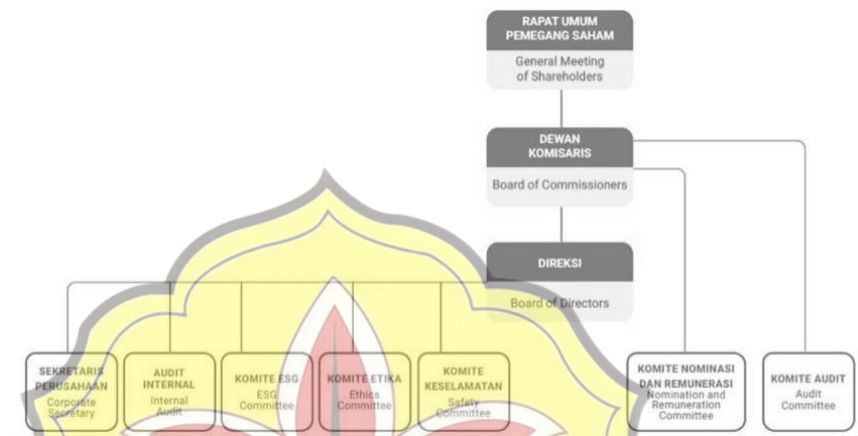 RAPAT UMUM
PEMEGANG SAHAM
General Meeting
of Shareholders
DEWAN
KOMISARIS
Board of Commissioners
DIREKSI
Board of Directors
SEKRETARIS
PERUSAHAAN
Corporate
Secretary
AUDIT
INTERNAL
Internal
Audit
KOMITE ESG
ESG
Committee
KOMITE ETIKA
Ethics
Committee
KOMITE
KESELAMATAN
Safety
Committee
KOMITE NOMINASI
DAN REMUNERASI
Nomination and
Remuneration
Committee
KOMITE AUDIT
Audit
Committee